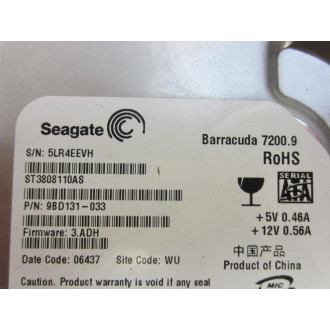 Seagate
Barracuda 7200.9
S/N: 5LR4EEVH
RoHS
ST3808110AS
SERIAL
ATA
P/N: 9BD131-033
+5V 0.46A
+12V 0.56A
Firmware: 3.ADH
中国产品
Date Code: 06437 Site Code: WU
Product of China
Caution: Product warranty is void if any seal
MIC